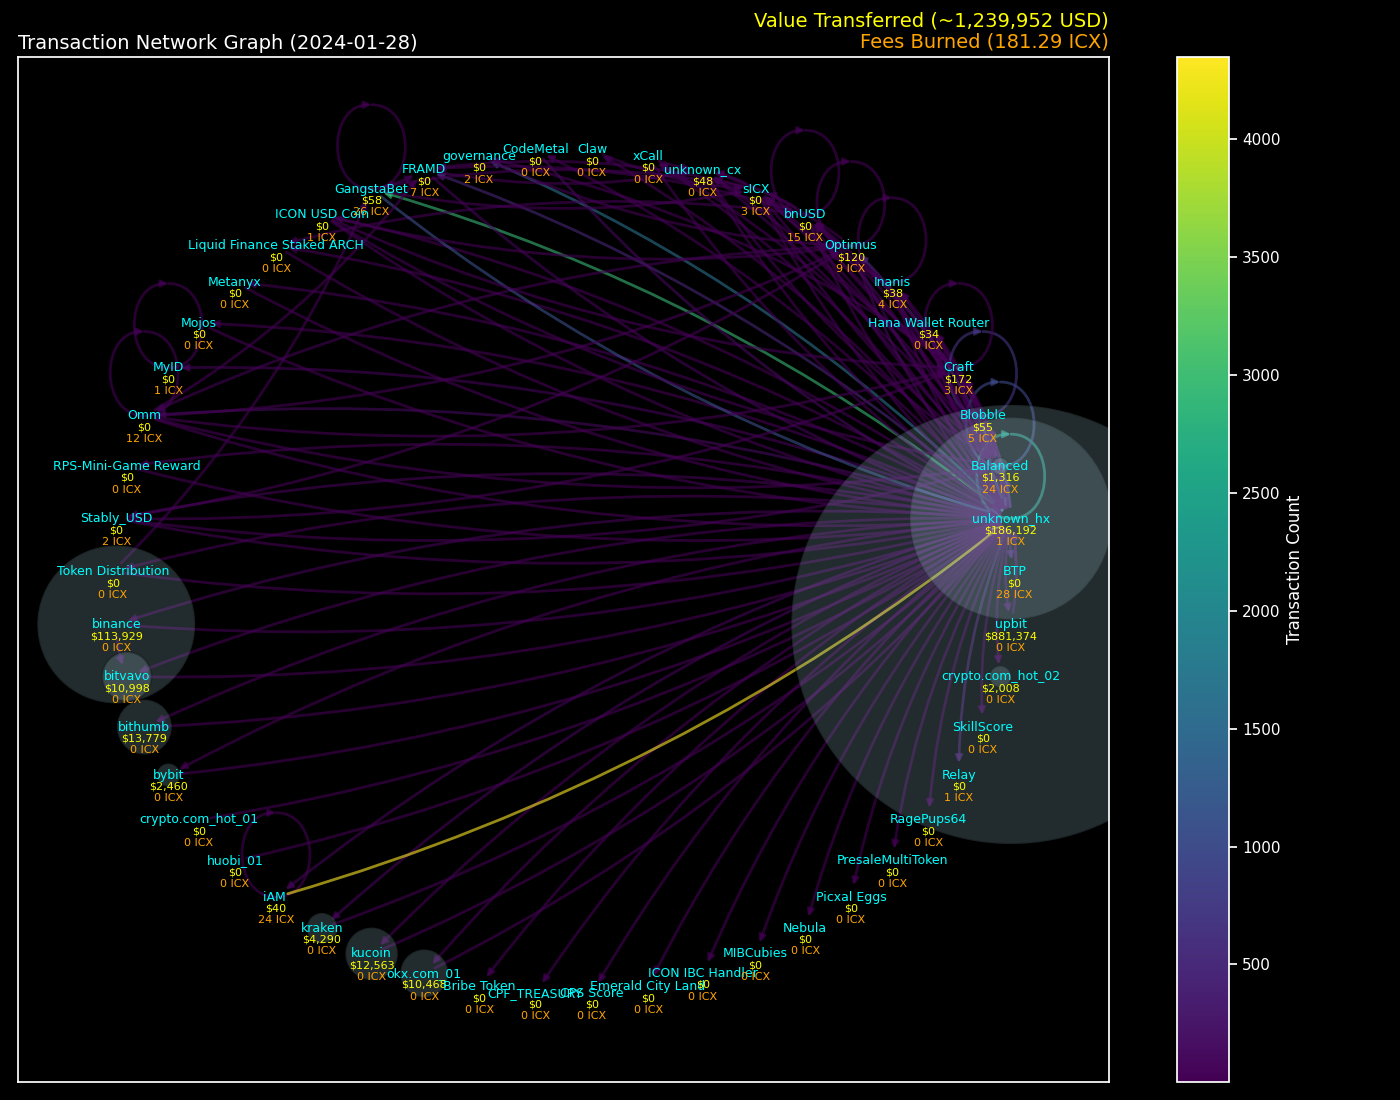 Value Transferred (~1,239,952 USD)
Transaction Network Graph (2024-01-28)
Fees Burned (181.29 ICX)
CodeMetal
$0
0 ICX
Claw
$0
0 ICX
governance
$0
2 ICX
xCall
$0
0 ICX
FRAMD
$0
7 ICX
unknown_cx
$48
0 ICX
GangstaBet
$58
26 ICX
sICX
$0
3 ICX
ICON USD Coin
$0
1 ICX
bnUSD
$0
15 ICX
Liquid Finance Staked ARCH
$0
0 ICX
Optimus
$120
9 ICX
Metanyx
$0
0 ICX
Inanis
$38
4 ICX
Mojos
$0
0 ICX
Hana Wallet Router
$34
0 ICX
MyID
$0
1 ICX
Craft
$172
3 ICX
Omm
$0
12 ICX
Blobble
$55
5 ICX
RPS-Mini-Game Reward
$0
0 ICX
Balanced
$1,316
24 ICX
Stably_USD
$0
2 ICX
unknown_hx
$186,192
1 ICX
Token Distribution
$0
0 ICX
BTP
$0
28 ICX
binance
$113,929
0 ICX
upbit
$881,374
0 ICX
bitvavo
$10,998
0 ICX
crypto.com_hot_02
$2,008
0 ICX
bithumb
$13,779
0 ICX
SkillScore
$0
0 ICX
bybit
$2,460
0 ICX
Relay
$0
1 ICX
crypto.com_hot_01
$0
0 ICX
RagePups64
$0
0 ICX
huobi_01
$0
0 ICX
PresaleMultiToken
$0
0 ICX
iAM
$40
24 ICX
Picxal Eggs
$0
0 ICX
kraken
$4,290
0 ICX
Nebula
$0
0 ICX
kucoin
$12,563
0 ICX
MIBCubies
$0
0 ICX
okx.com_01
$10,468
0 ICX
ICON IBC Handler
$0
0 ICX
Bribe Token
$0
0 ICX
CPF_TREASURY
$0
0 ICX
CPS Score
$0
0 ICX
Emerald City Land
$0
0 ICX
4000
3500
3000
2500
2000
1500
1000
500
Transaction Count